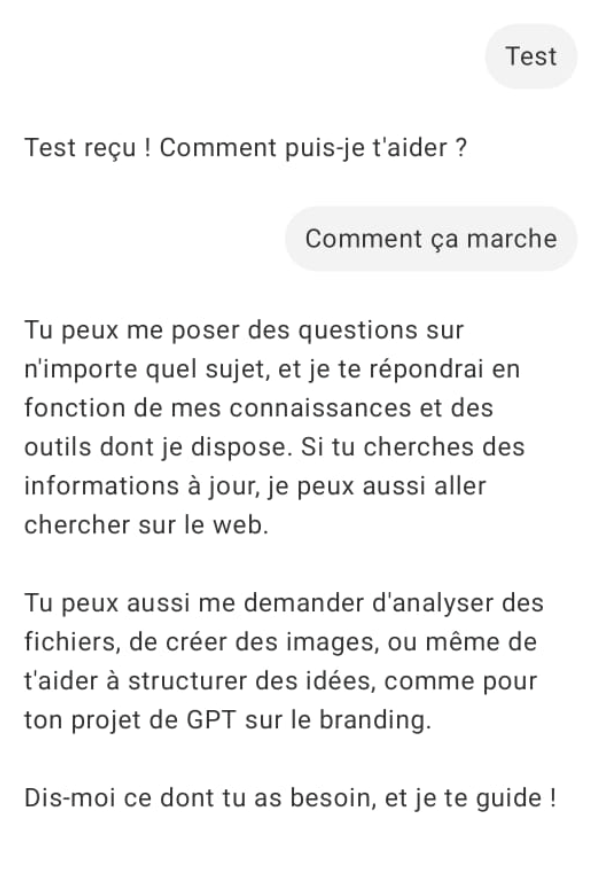 Test
Test reçu ! Comment puis-je t'aider ?
Comment ça marche
Tu peux me poser des questions sur
n'importe quel sujet, et je te répondrai en
fonction de mes connaissances et des
outils dont je dispose. Si tu cherches des
informations à jour, je peux aussi aller
chercher sur le web.
Tu peux aussi me demander d'analyser des
fichiers, de créer des images, ou même de
t'aider à structurer des idées, comme pour
ton projet de GPT sur le branding.
Dis-moi ce dont tu as besoin, et je te guide !